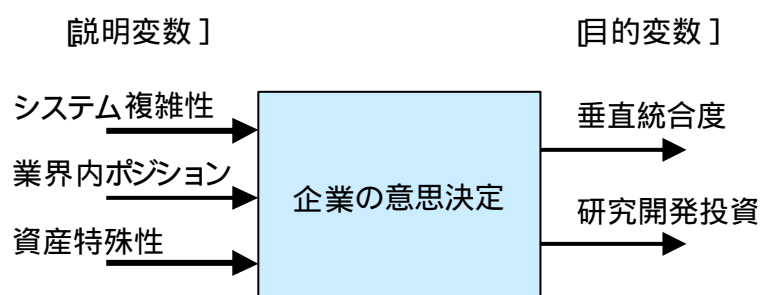 [説明変数]
[目的変数]
システム複雑性
業界内ポジション
資産特殊性
企業の意思決定
垂直統合度
研究開発投資